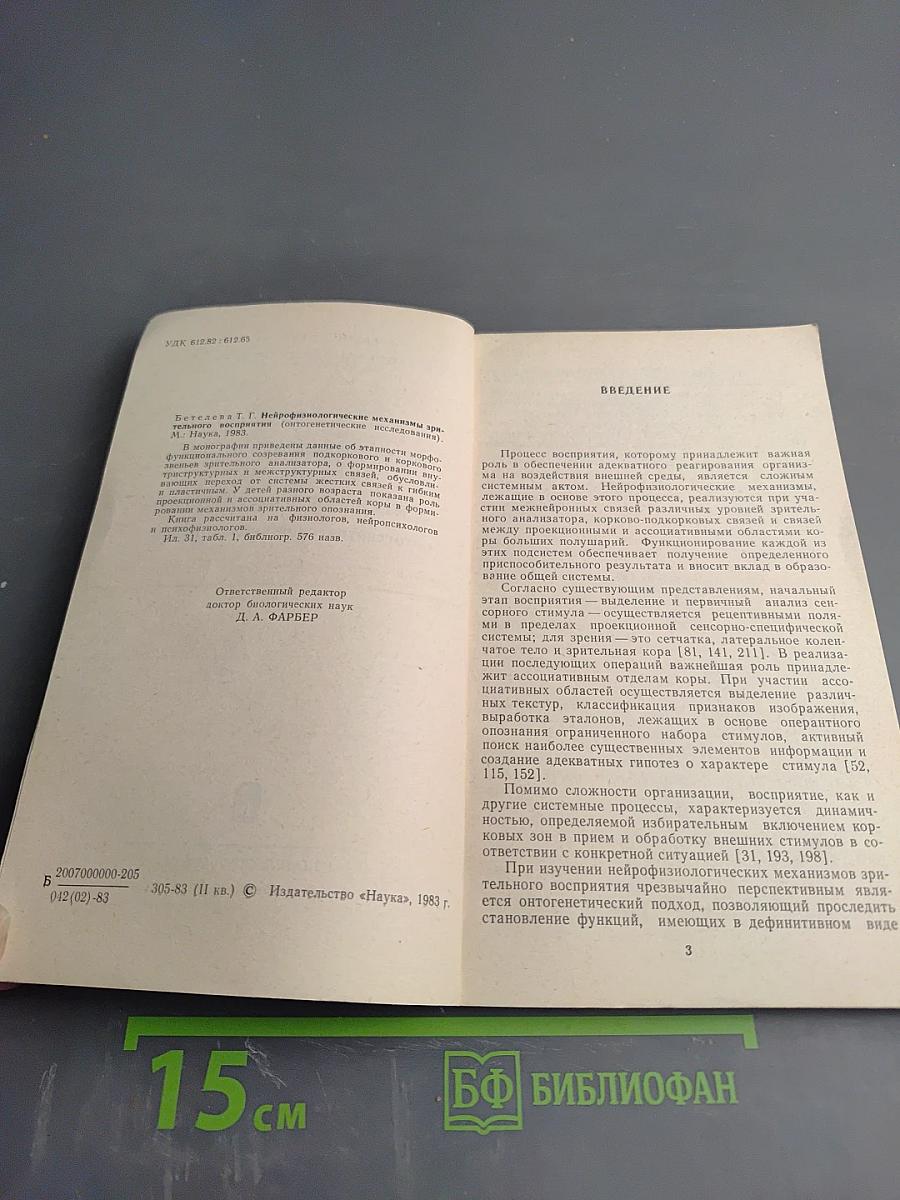 УДК 612.82 : 612.65
Бетелева Т. Г. Нейрофизиологические механизмы зри-
тельного восприятия (онтогенетические исследования).
М.: Наука, 1983.
В монографии приведены данные об этапности морфо-
функционального созревания подкоркового и коркового
звеньев зрительного анализатора, о формировании внут-
риструктурных и межструктурных связей, обусловли-
вающих переход от системы жестких связей к гибким
и пластичным. У детей разного возраста показана роль
проекционной и ассоциативных областей коры в форми-
ровании механизмов зрительного опознания.
Книга рассчитана на физиологов, нейропсихологов
и психофизиологов.
Ил. 31, табл. 1, библиогр. 576 назв.
Ответственный редактор
доктор биологических наук
Д. А. ФАРБЕР
Б 2007000000-205
042(02)-83
305-83 (II кв.) © Издательство «Наука», 1983 г.
ВВЕДЕНИЕ
Процесс восприятия, которому принадлежит важная
роль в обеспечении адекватного реагирования организ-
ма на воздействия внешней среды, является сложным
системным актом. Нейрофизиологические механизмы,
лежащие в основе этого процесса, реализуются при уча-
стии межнейронных связей различных уровней зритель-
ного анализатора, корково-подкорковых связей и связей
между проекционными и ассоциативными областями ко-
ры больших полушарий. Функционирование каждой из
этих подсистем обеспечивает получение определенного
приспособительного результата и вносит вклад в образо-
вание общей системы.
Согласно существующим представлениям, начальный
этап восприятия — выделение и первичный анализ сен-
сорного стимула — осуществляется рецептивными поля-
ми в пределах проекционной сенсорно-специфической
системы; для зрения — это сетчатка, латеральное колен-
чатое тело и зрительная кора [81, 141, 211]. В реализа-
ции последующих операций важнейшая роль принадле-
жит ассоциативным отделам коры. При участии ассо-
циативных областей осуществляется выделение различ-
ных текстур, классификация признаков изображения,
выработка эталонов, лежащих в основе оперантного
опознания ограниченного набора стимулов, активный
поиск наиболее существенных элементов информации и
создание адекватных гипотез о характере стимула [52,
115, 152].
Помимо сложности организации, восприятие, как и
другие системные процессы, характеризуется динамич-
ностью, определяемой избирательным включением кор-
ковых зон в прием и обработку внешних стимулов в со-
ответствии с конкретной ситуацией [31, 193, 198].
При изучении нейрофизиологических механизмов зри-
тельного восприятия чрезвычайно перспективным явля-
ется онтогенетический подход, позволяющий проследить
становление функций, имеющих в дефинитивном виде
3
15 см
БФ БИБЛИОФАН